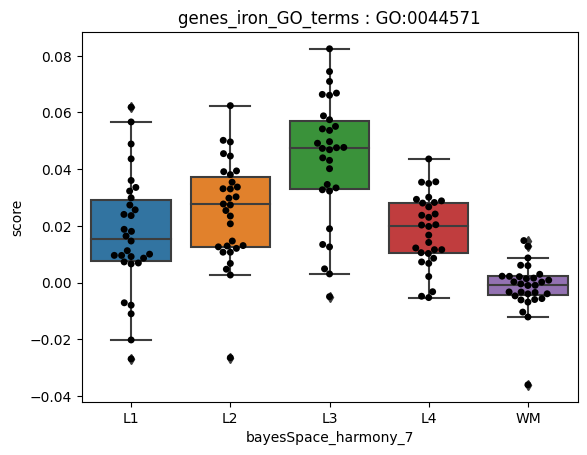 genes_iron_GO_terms : GO:0044571
0.08
0.06
0.04
0.02
0.00
−0.02
−0.04
score
L1 L2 L3 L4 WM
bayesSpace_harmony_7